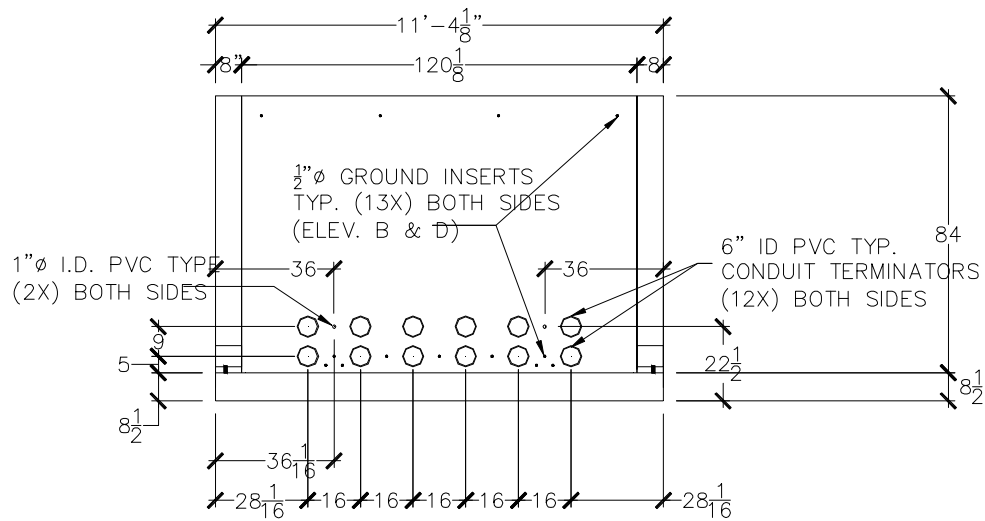 11'-4 1/8"
8"
120 1/8
8
1/2"ø GROUND INSERTS
TYP. (13X) BOTH SIDES
(ELEV. B & D)
84
6" ID PVC TYP.
CONDUIT TERMINATORS
(12X) BOTH SIDES
1"ø I.D. PVC TYPE
(2X) BOTH SIDES
36
36
9
5
22 1/2
8 1/2
8 1/2
36 1/16
28 1/16
16
16
16
16
16
28 1/16